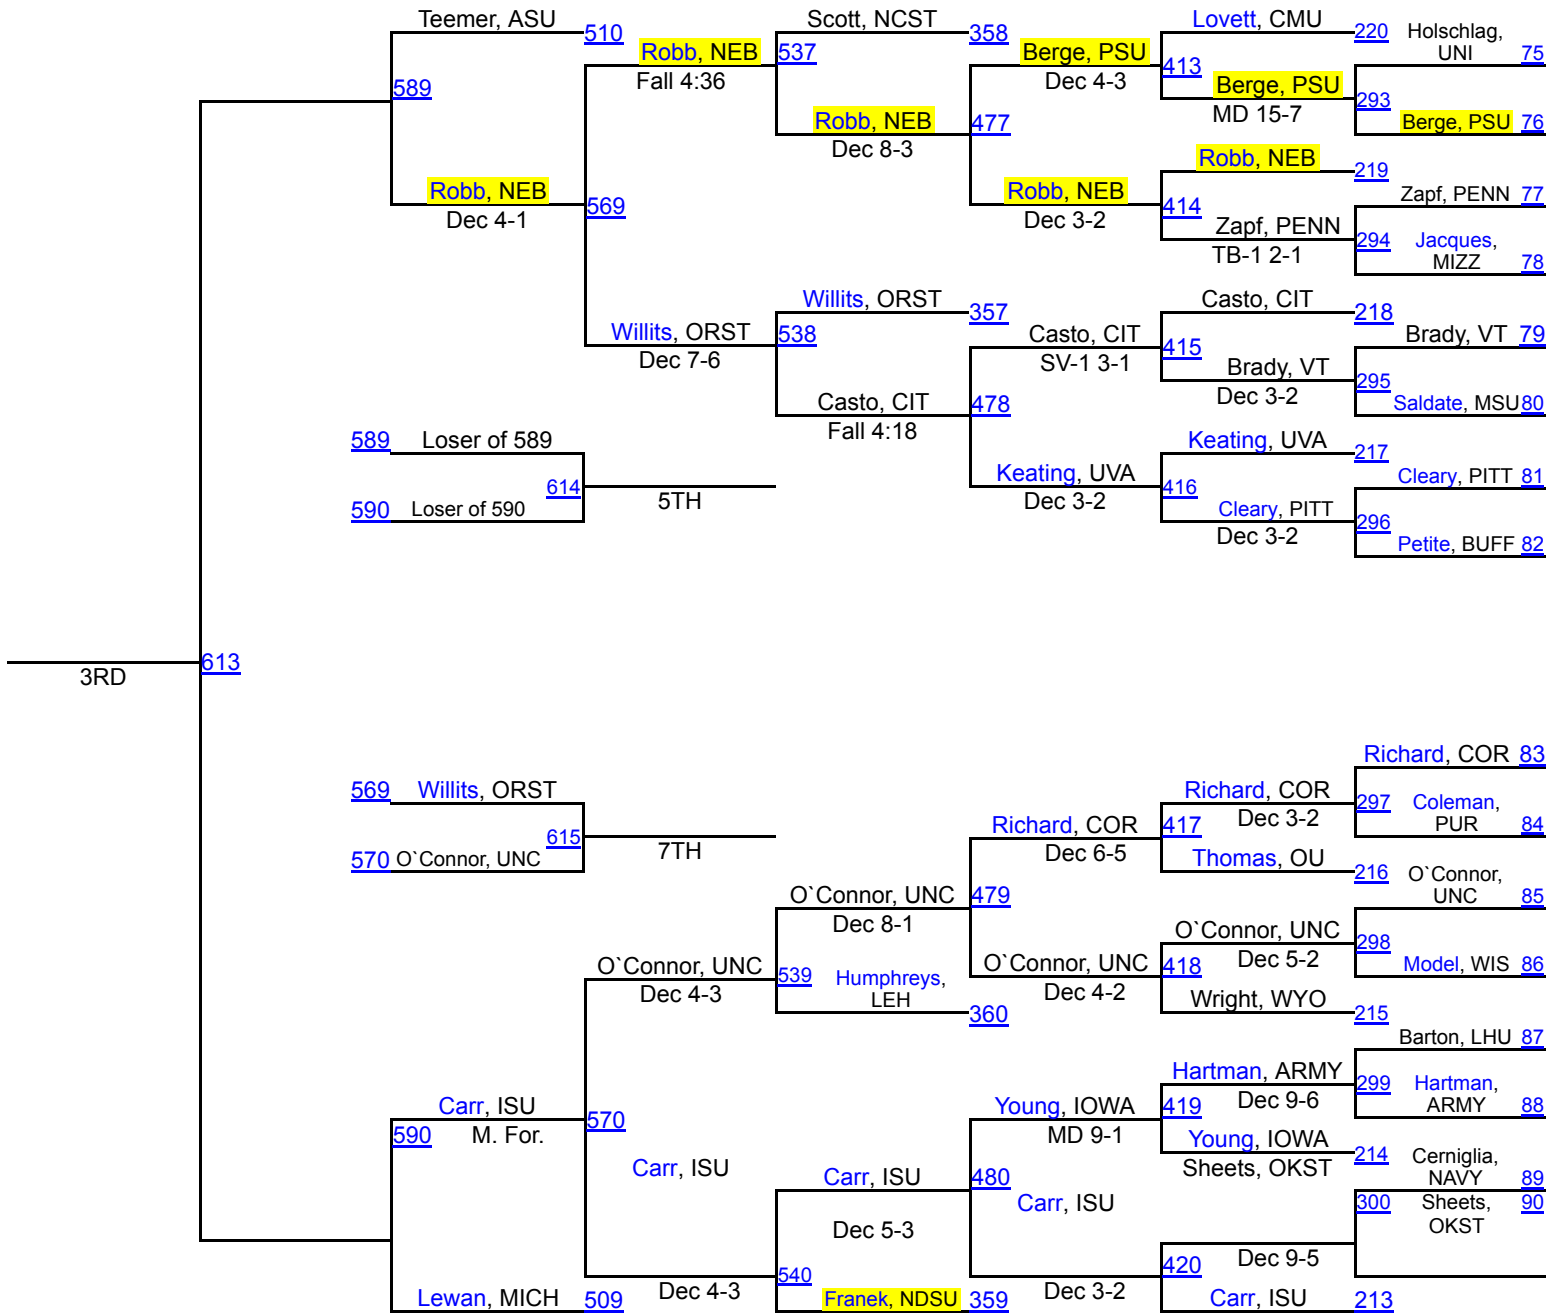 Teemer, ASU
510
589
Robb, NEB
Dec 4-1
Robb, NEB
Fall 4:36
569
Willits, ORST
Dec 7-6
Scott, NCST
358
537
Robb, NEB
Dec 8-3
477
Willits, ORST
357
538
Casto, CIT
Fall 4:18
478
Berge, PSU
Dec 4-3
413
Robb, NEB
Dec 3-2
414
Casto, CIT
SV-1 3-1
415
Keating, UVA
Dec 3-2
416
Lovett, CMU
220
Berge, PSU
MD 15-7
293
Robb, NEB
219
Zapf, PENN
TB-1 2-1
294
Casto, CIT
218
Brady, VT
Dec 3-2
295
Keating, UVA
217
Cleary, PITT
Dec 3-2
296
Holschlag,
UNI 75
Berge, PSU 76
Zapf, PENN 77
Jacques,
MIZZ 78
Brady, VT 79
Saldate, MSU 80
Cleary, PITT 81
Petite, BUFF 82
589 Loser of 589
614
5TH
590 Loser of 590
3RD
613
569 Willits, ORST
615
7TH
570 O`Connor, UNC
Carr, ISU
M. For.
590
Lewan, MICH
509
O`Connor, UNC
Dec 4-3
570
Carr, ISU
Dec 4-3
O`Connor, UNC
Dec 8-1
479
539
Humphreys,
LEH
360
Carr, ISU
Dec 5-3
480
540
Franek, NDSU
359
Richard, COR
Dec 6-5
417
O`Connor, UNC
Dec 4-2
418
Young, IOWA
MD 9-1
419
Carr, ISU
Dec 3-2
420
Richard, COR
Dec 3-2
297
Thomas, OU
216
O`Connor, UNC
Dec 5-2
298
Wright, WYO
215
Hartman, ARMY
Dec 9-6
299
Young, IOWA
214
Sheets, OKST
Dec 9-5
300
Carr, ISU
213
Richard, COR 83
Coleman,
PUR 84
O`Connor,
UNC 85
Model, WIS 86
Barton, LHU 87
Hartman,
ARMY 88
Cerniglia,
NAVY 89
Sheets, 90
OKST